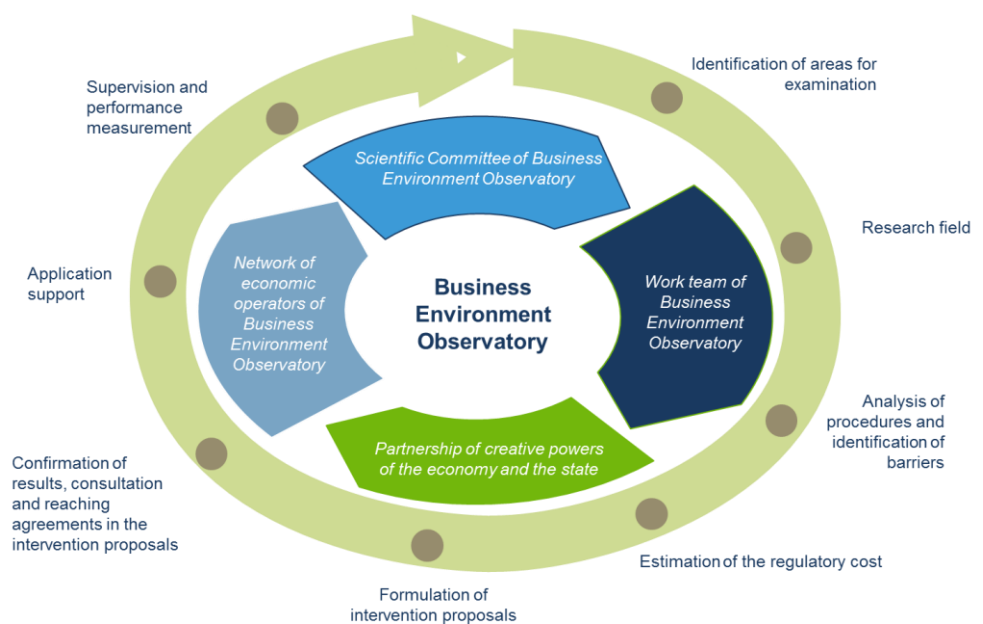 Identification of areas for
examination
Supervision and
performance
measurement
Scientific Committee of Business
Environment Observatory
Research field
Network of
economic
operators of
Business
Environment
Observatory
Business
Environment
Observatory
Work team of
Business
Environment
Observatory
Application
support
Analysis of
procedures and
identification of
barriers
Partnership of creative powers
of the economy and the state
Confirmation of
results, consultation
and reaching
agreements in the
intervention proposals
Estimation of the regulatory cost
Formulation of
intervention proposals